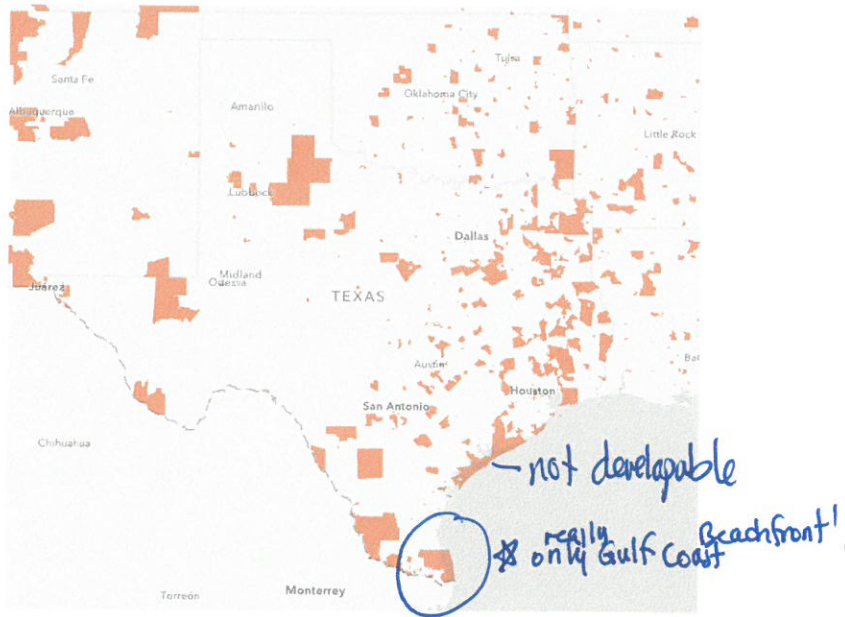 Tulsa
Santa Fe
Oklahoma City
Albuquerque
Amarillo
Little Rock
Lubbock
Dallas
Midland
Odessa
Juárez
TEXAS
Austin
Houston
San Antonio
Chihuahua
- not developable
☆ really only Gulf Coast Beachfront!
Monterrey
Torreón